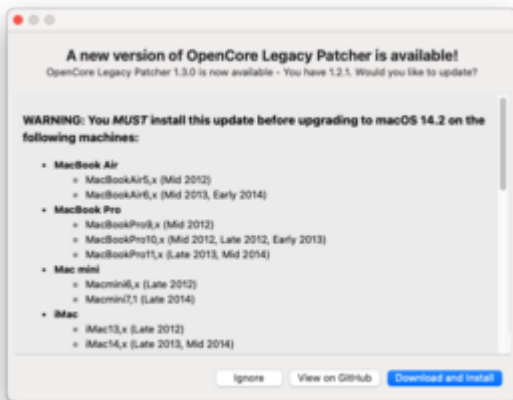 A new version of OpenCore Legacy Patcher is available!
OpenCore Legacy Patcher 1.3.0 is now available - You have 1.2.1. Would you like to update?
WARNING: You MUST install this update before upgrading to macOS 14.2 on the
following machines:
• MacBook Air
MacBookAir5,x (Mid 2012)
MacBookAir6,x (Mid 2013, Early 2014)
• MacBook Pro
MacBookPro9,x (Mid 2012)
MacBookPro10,x (Mid 2012, Late 2012, Early 2013)
MacBookPro11,x (Late 2013, Mid 2014)
• Mac mini
Macmini6,x (Late 2012)
Macmini7,1 (Late 2014)
• iMac
iMac13,x (Late 2012)
iMac14,x (Late 2013, Mid 2014)
Ignore View on GitHub Download and Install